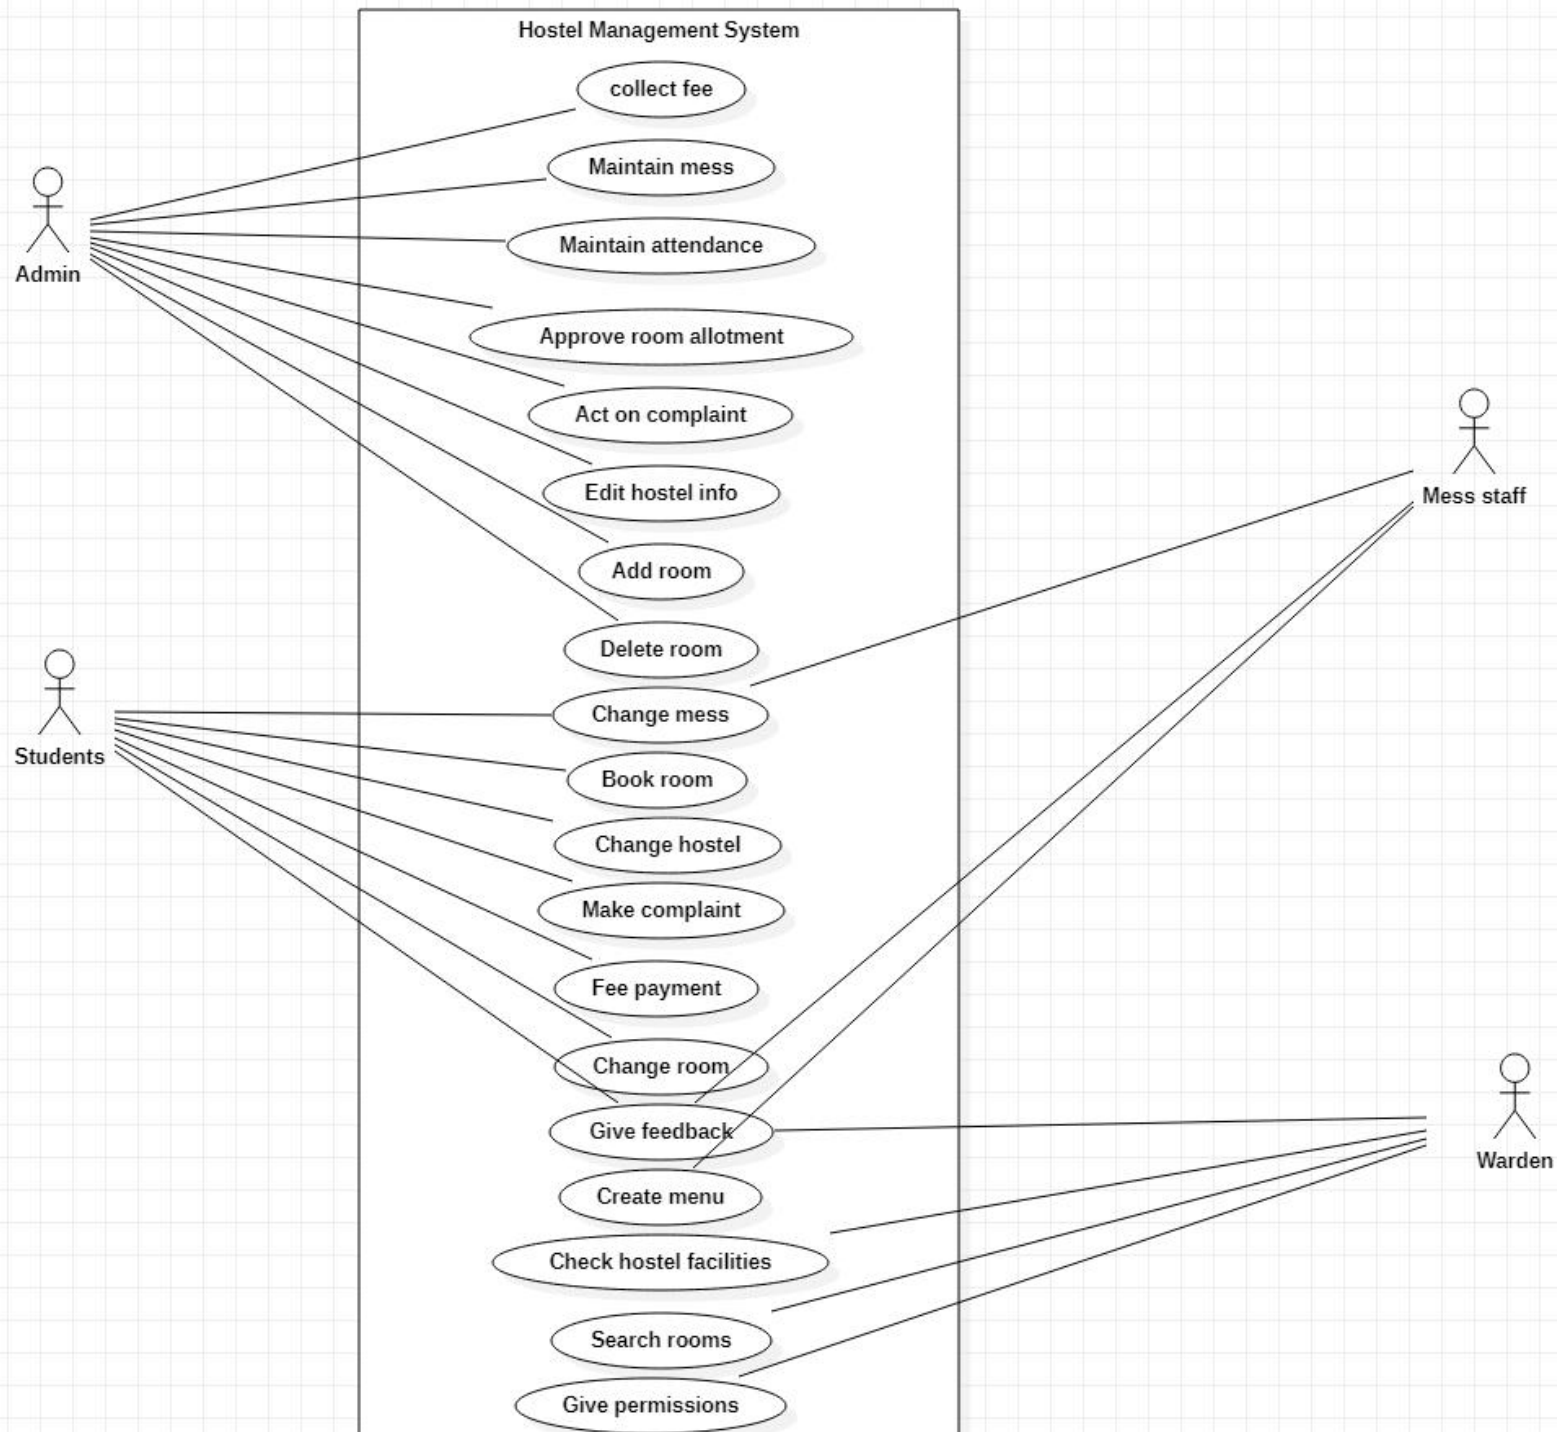 Hostel Management System
collect fee
Maintain mess
Maintain attendance
Admin
Approve room allotment
Act on complaint
Edit hostel info
Mess staff
Add room
Delete room
Change mess
Students
Book room
Change hostel
Make complaint
Fee payment
Change room
Give feedback
Warden
Create menu
Check hostel facilities
Search rooms
Give permissions